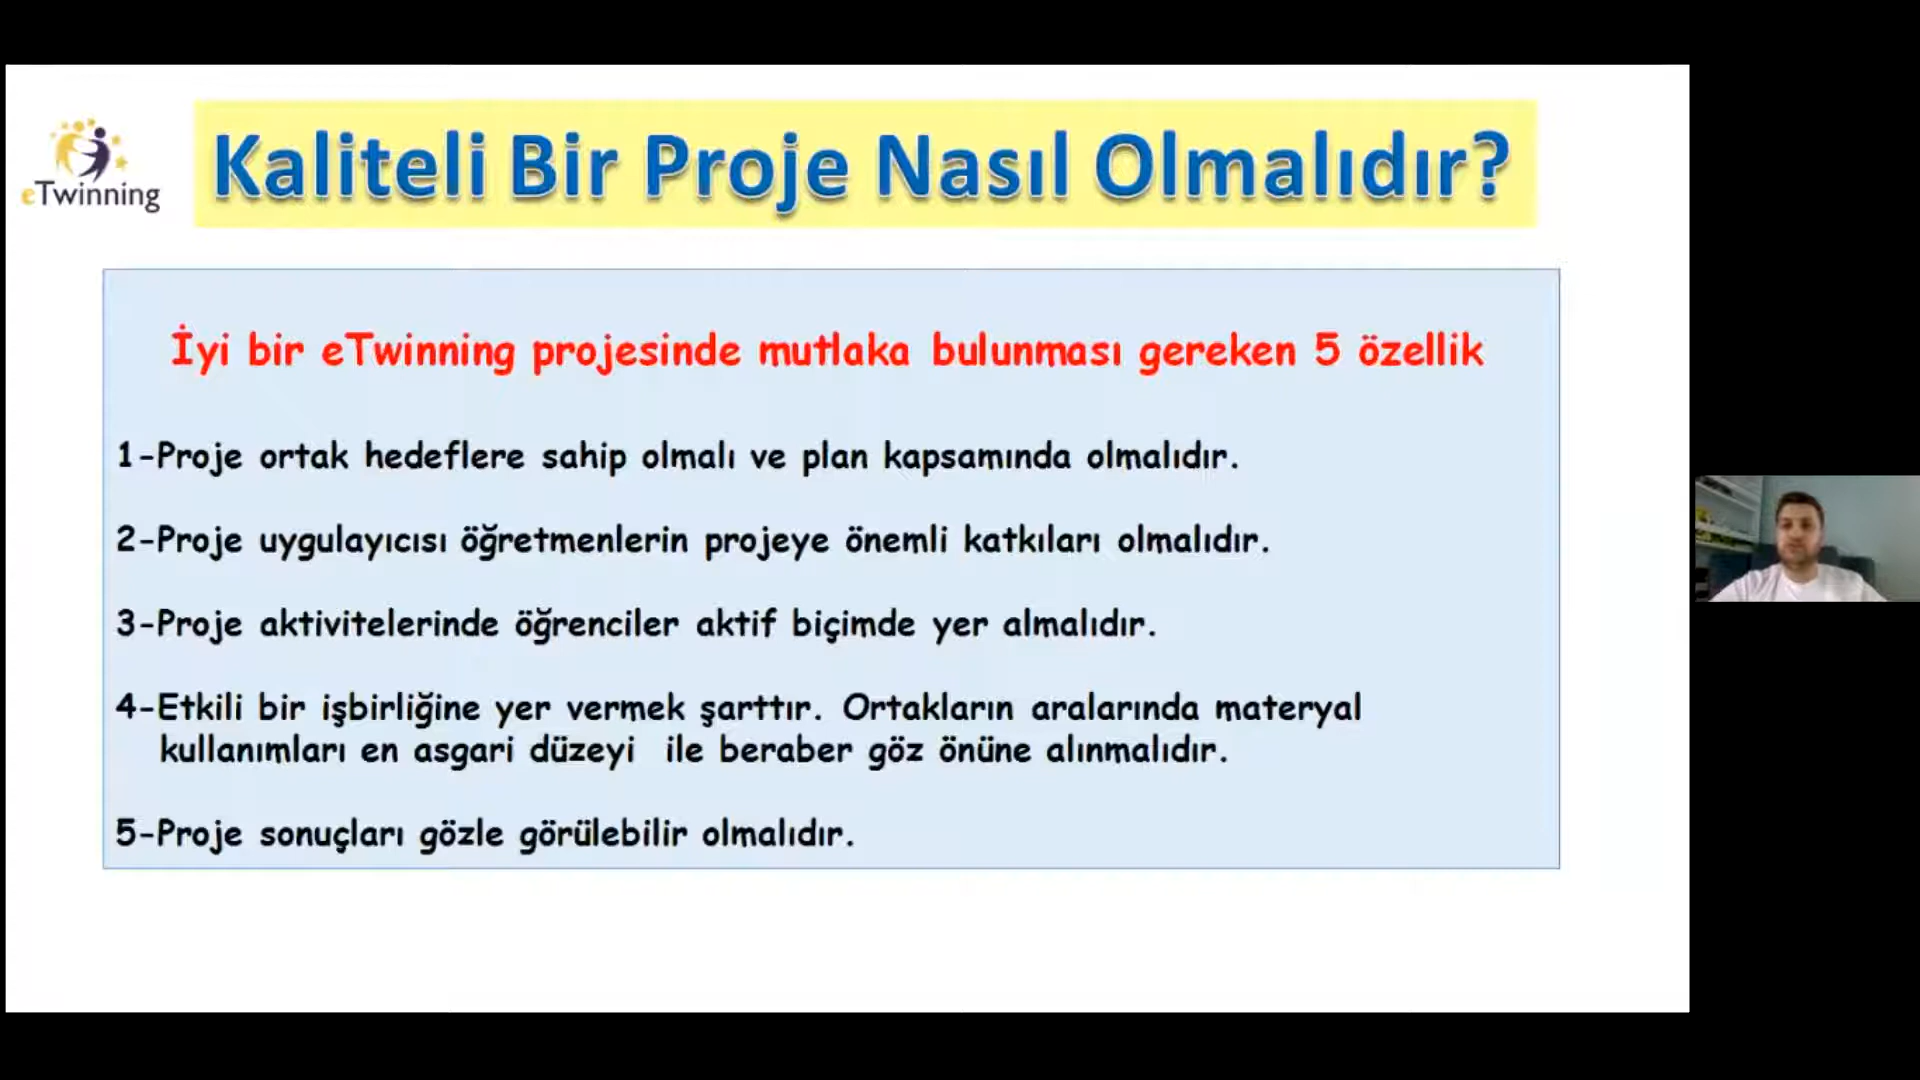 eTwinning
Kaliteli Bir Proje Nasıl Olmalıdır?
İyi bir eTwinning projesinde mutlaka bulunması gereken 5 özellik
1-Proje ortak hedeflere sahip olmalı ve plan kapsamında olmalıdır.
2-Proje uygulayıcısı öğretmenlerin projeye önemli katkıları olmalıdır.
3-Proje aktivitelerinde öğrenciler aktif biçimde yer almalıdır.
4-Etkili bir işbirliğine yer vermek şarttır. Ortakların aralarında materyal
kullanımları en asgari düzeyi ile beraber göz önüne alınmalıdır.
5-Proje sonuçları gözle görülebilir olmalıdır.